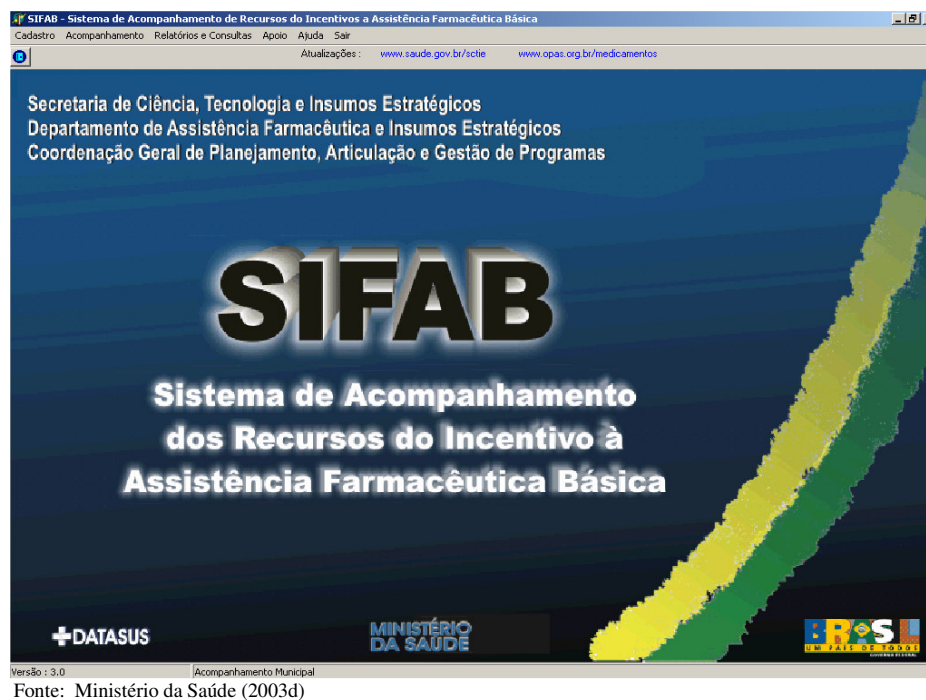 SIFAB - Sistema de Acompanhamento de Recursos do Incentivos a Assistência Farmacêutica Básica
Cadastro Acompanhamento Relatórios e Consultas Apoio Ajuda Sair
Atualizações : www.saude.gov.br/sctie www.opas.org.br/medicamentos
Secretaria de Ciência, Tecnologia e Insumos Estratégicos
Departamento de Assistência Farmacêutica e Insumos Estratégicos
Coordenação Geral de Planejamento, Articulação e Gestão de Programas
SIFAB
Sistema de Acompanhamento
dos Recursos do Incentivo à
Assistência Farmacêutica Básica
DATASUS
MINISTÉRIO
DA SAÚDE
BRASIL
UM PAÍS DE TODOS
GOVERNO FEDERAL
Versão : 3.0 Acompanhamento Municipal
Fonte: Ministério da Saúde (2003d)